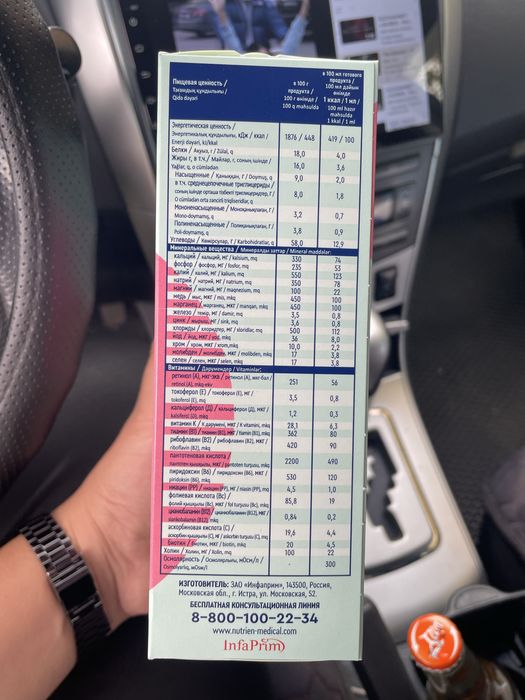 Пищевая ценность /
Тағамдық құндылығы /
Qida dəyəri
в 100 г продукта / 100 г өнімде / 100 q məhsulda
в 100 мл готового продукта / 100 мл дайын өнімде 1 ккал / 1 мл / 100 ml hazır məhsulda 1 kkal / 1 ml
Энергетическая ценность /
Энергетикалық құндылығы, кДж / ккал /
Enerji dəyəri, kJ/kkal 1876 / 448 419 / 100
Белки / Ақуыз, г / Zülal, q 18,0 4,0
Жиры г, в т.ч. / Майлар, г, соның ішінде /
Yağlar, q, o cümlədən 16,0 3,6
Насыщенные / Қаныққан, Г / Doymuş, q 9,0 2,0
в т.ч. среднецепочечные триглицериды /
соның ішінде орташа тізбекті триглицеридтер, Г /
O cümlədən orta zəncirli trigliseridlər, q 8,0 1,8
Мононенасыщенные / Моноқанықпаған, Г /
Mono-doymamış, q 3,2 0,7
Полиненасыщенные / Полиқанықпаған, Г /
Poli-doymamış, q 3,8 0,9
Углеводы / Көмірсулар, Г / Karbohidratlar, q 58,0 12,9
Минеральные вещества / Минералды заттар / Mineral maddələr:
кальций / кальций, мг / kalsium, mq 330 74
фосфор / фосфор, мг / fosfor, mq 235 53
калий / калий, мг / kalium, mq 550 123
натрий / натрий, мг / natrium, mq 350 78
магний / магний, мг / magnezium, mq 100 22
медь / мыс, мкг / mis, mkq 450 100
марганец / марганец, мкг / manqan, mkq 450 100
железо / темір, мг / dəmir, mq 3,5 0,8
цинк / мырыш, мг / sink, mq 3,6 0,8
хлориды / хлоридтер, мг / xloridlər, mq 500 112
йод / йод, мкг / yod, mkq 36 8,0
хром / хром, мкг / xrom, mkq 10,0 2,2
молибден / молибден, мкг / molibden, mkq 17 3,8
селен / селен, мкг / selen, mkq 17 3,8
Витамины / Дәрумендер / Vitaminlər:
ретинол (А), мкг-экв / ретинол (А), мкг-бал /
retinol (A), mkq-ekv 251 56
токоферол (Е) / токоферол (Е), МГ /
tokoferol (E), mq 3,5 0,8
кальциферол (Д) / кальциферол (Д), МКГ /
kalsiferol (D), mkq 1,2 0,3
витамин К / К дәрумені, МКГ / K vitamini, mkq 28,1 6,3
тиамин (В1) / тиамин (В1), МКГ / tiamin (B1), mkq 362 80
рибофлавин (В2) / рибофлавин (В2), МКГ /
riboflavin (B2), mkq 420 90
пантотеновая кислота /
пантотен қышқылы, МКГ / pantoten turşusu, mkq 2200 490
пиридоксин (В6) / пиридоксин (В6), МКГ /
piridoksin (B6), mkq 530 120
ниацин (РР) / ниацин (РР), МГ / niasin (PP), mq 4,5 1,0
фолиевая кислота (Вс) /
фолий қышқылы (Вс), МКГ / fol turşusu (Bc), mkq 85,8 19
цианокобаламин (В12) / цианокобаламин (В12), МКГ /
sianokobalamin (B12), mkq 0,84 0,2
аскорбиновая кислота (С) /
аскорбин қышқылы (С), МГ / askorbin turşusu (C), mq 19,6 4,4
биотин / биотин, МКГ / biotin, mkq 20 4,5
Холин / Холин, МГ / Xolin, mq 100 22
Осмолярность / Осмолярлығы, мОсм/л /
Osmolyarlıq, мОзм/l - 300
ИЗГОТОВИТЕЛЬ: ЗАО «Инфаприм», 143500, Россия,
Московская обл., г. Истра, ул. Московская, 52.
БЕСПЛАТНАЯ КОНСУЛЬТАЦИОННАЯ ЛИНИЯ
8-800-100-22-34
www.nutrien-medical.com
InfaPrim